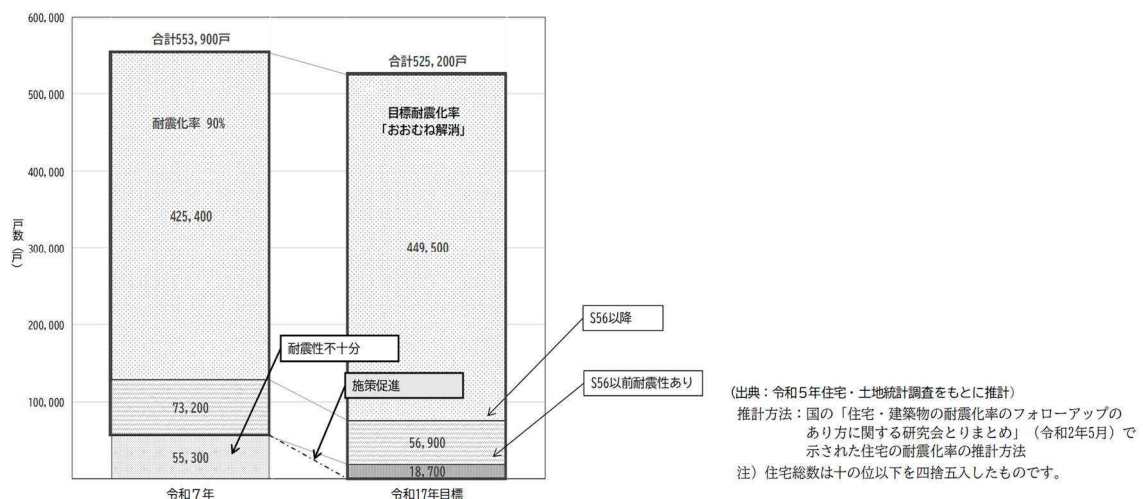 600,000
500,000
400,000
300,000
200,000
100,000
戸数（戸）
合計553,900戸
耐震化率 90%
425,400
73,200
55,300
令和７年
合計525,200戸
目標耐震化率
「おおむね解消」
449,500
56,900
18,700
令和17年目標
耐震性不十分
施策促進
S56以降
S56以前耐震性あり
（出典：令和５年住宅・土地統計調査をもとに推計）
推計方法：国の「住宅・建築物の耐震化率のフォローアップの
あり方に関する研究会とりまとめ」（令和2年5月）で
示された住宅の耐震化率の推計方法
注）住宅総数は十の位以下を四捨五入したものです。